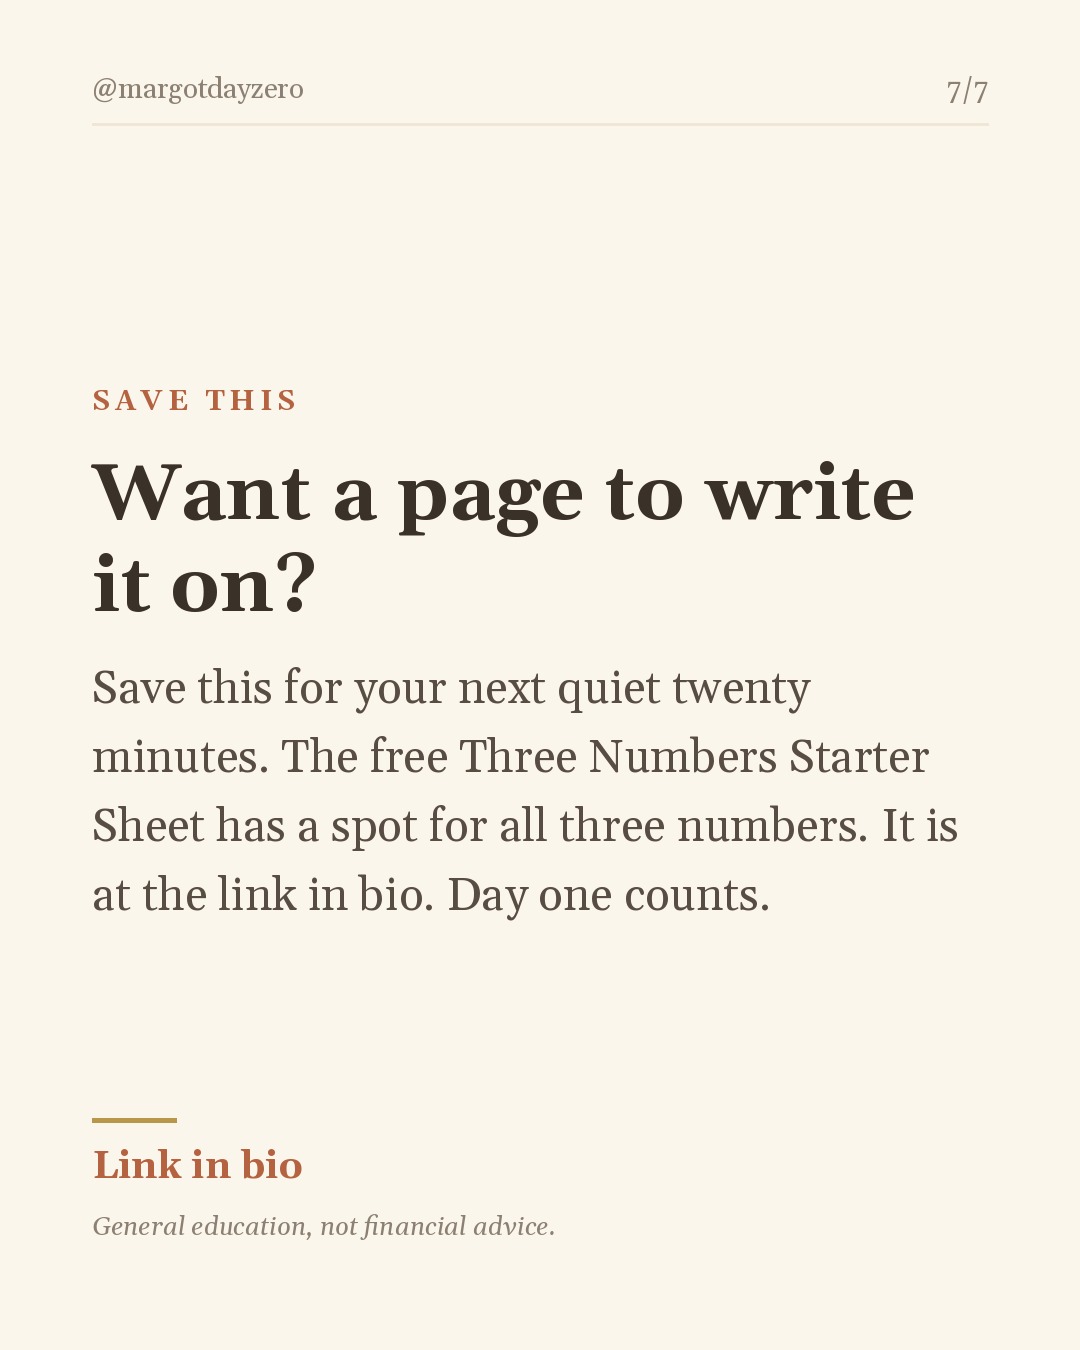 @margotdayzero
7/7
SAVE THIS
Want a page to write
it on?
Save this for your next quiet twenty
minutes. The free Three Numbers Starter
Sheet has a spot for all three numbers. It is
at the link in bio. Day one counts.
Link in bio
General education, not financial advice.